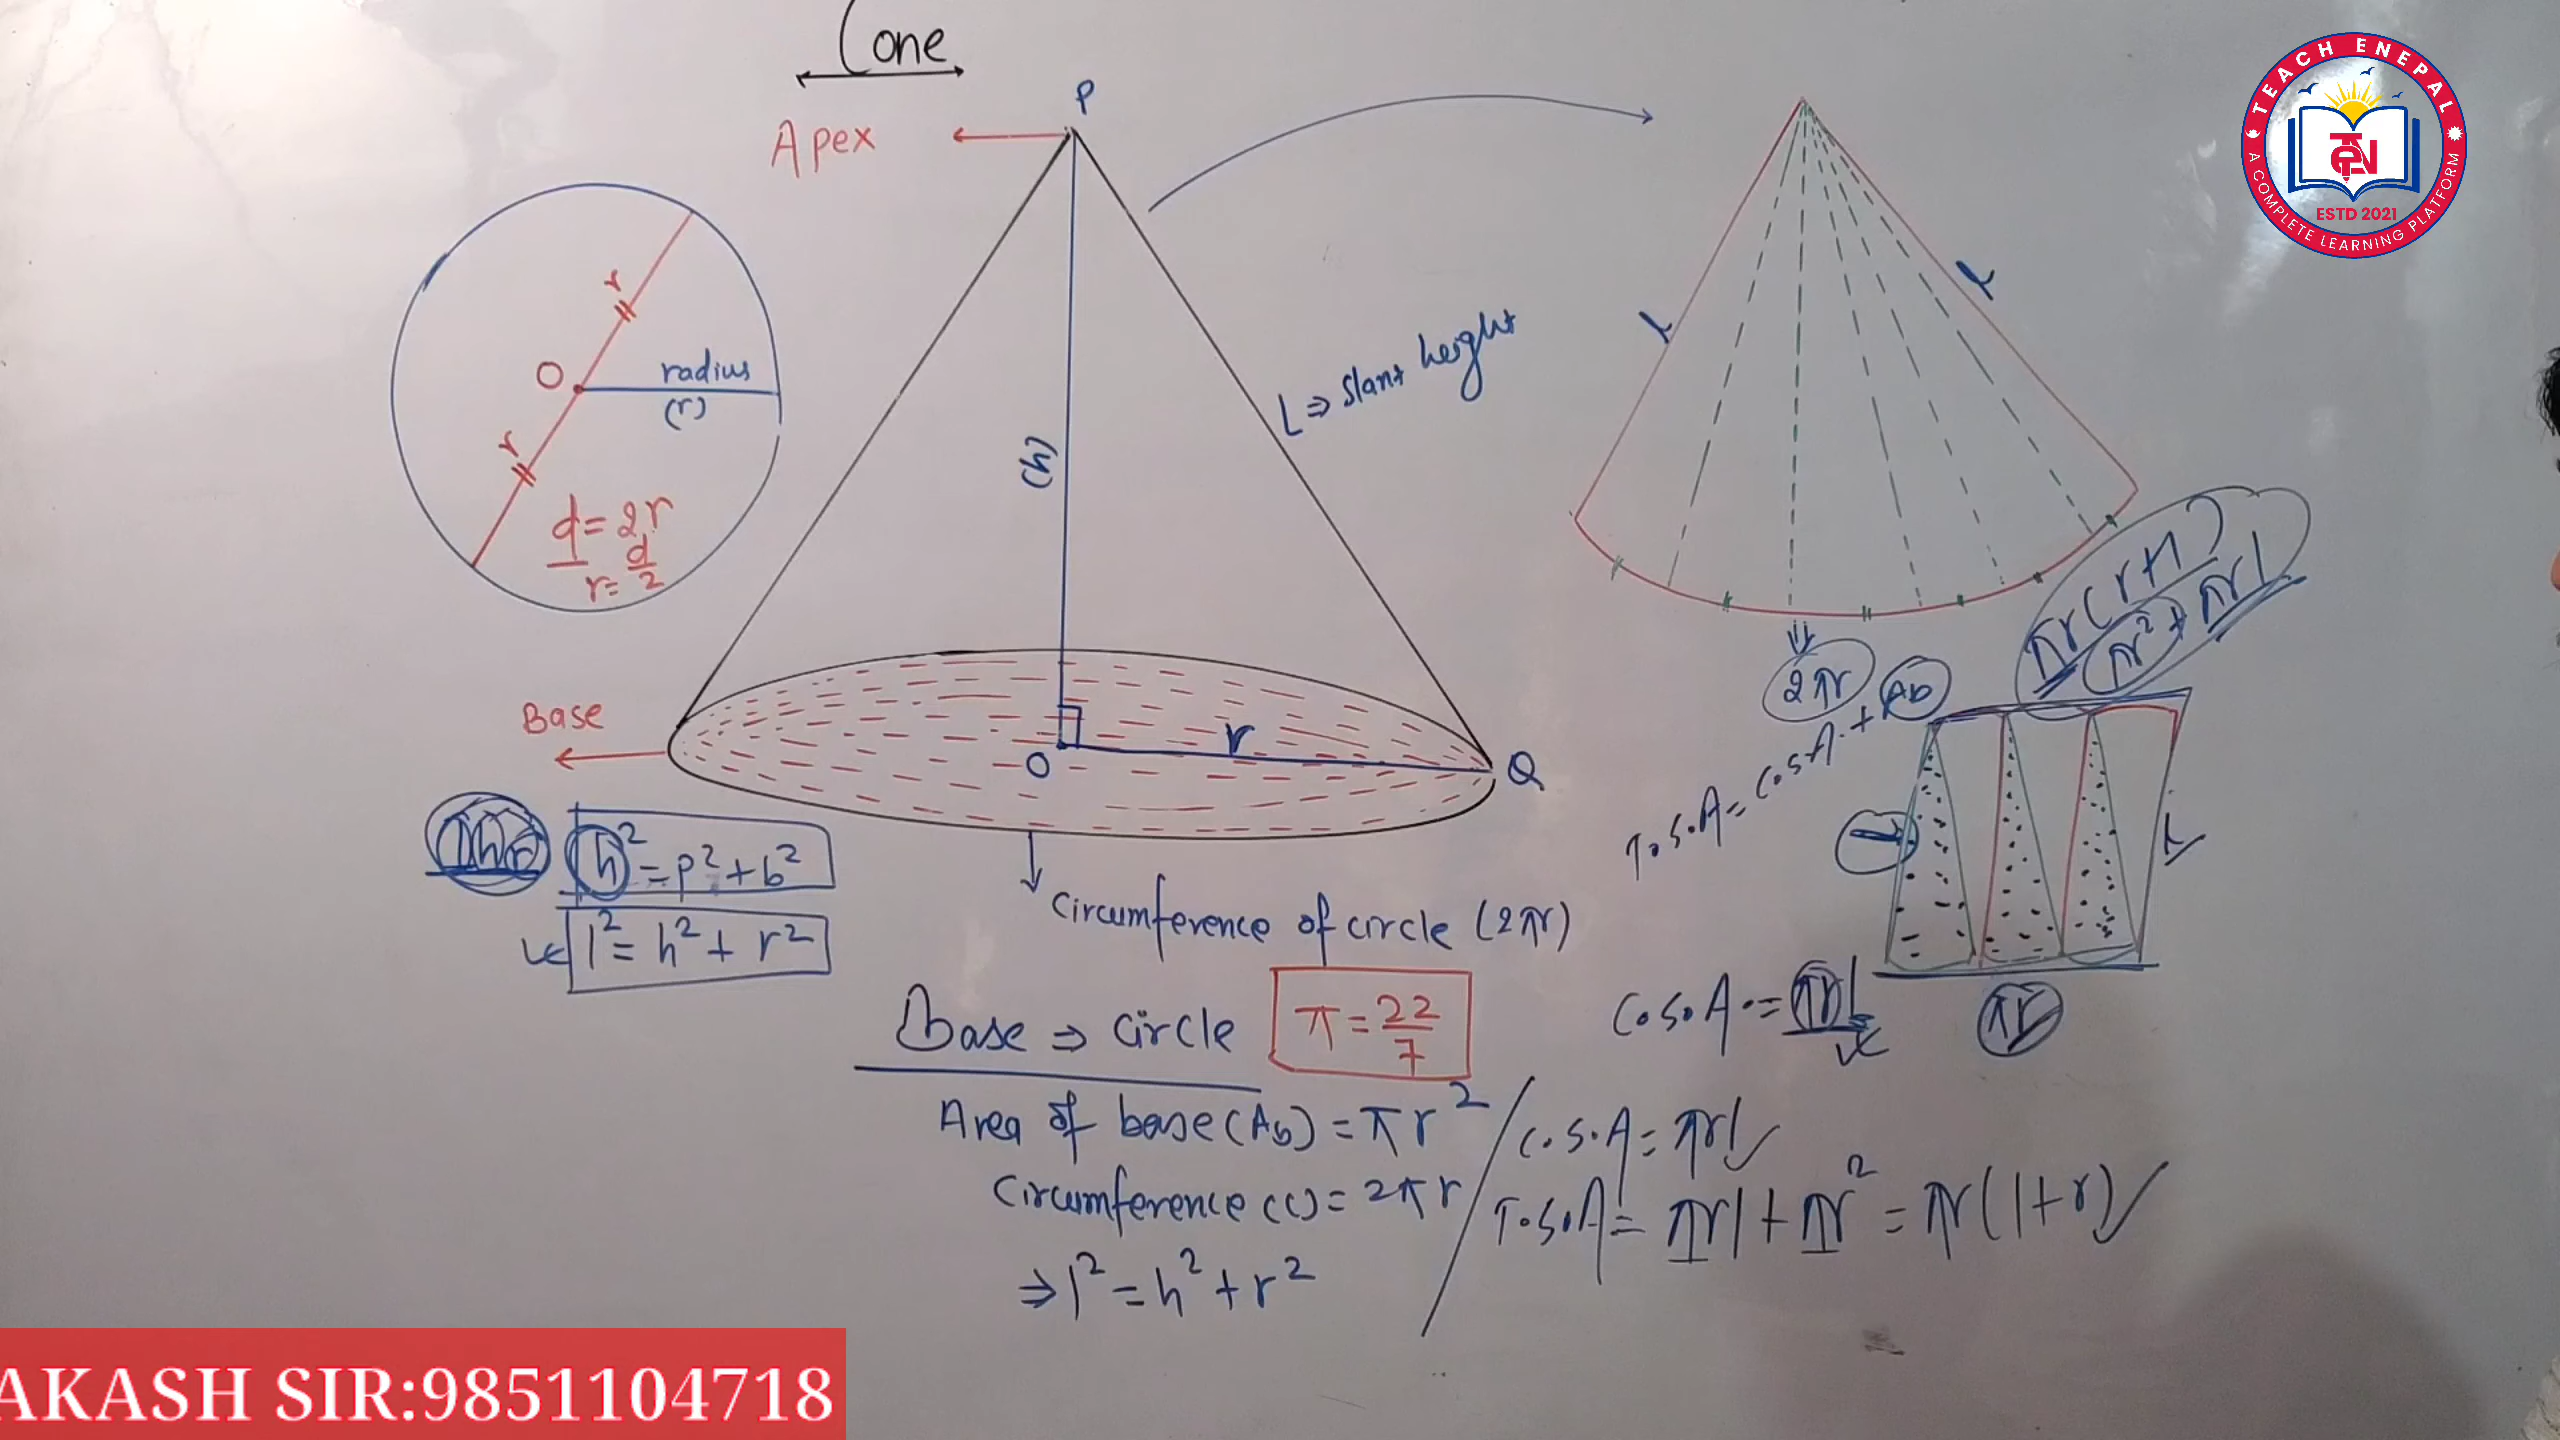 Cone
P
Apex
r
O
radius
(r)
r
d = 2r
r = d/2
(h)
L ⇒ Slant height
l
l
Base
O
r
Q
h² = p² + b²
l² = h² + r²
Circumference of circle (2πr)
Base ⇒ Circle
π = 22/7
Area of base (Ab) = πr²
Circumference (C) = 2πr
⇒ l² = h² + r²
2πr
T.S.A = C.S.A. + Ab
πr(r+l)
πr² + πrl
l
πr
C.S.A. = πrl
C.S.A = πrl
T.S.A = πrl + πr² = πr(l+r)
TEACH ENEPAL
A COMPLETE LEARNING PLATFORM
TEN
ESTD 2021
AKASH SIR:9851104718